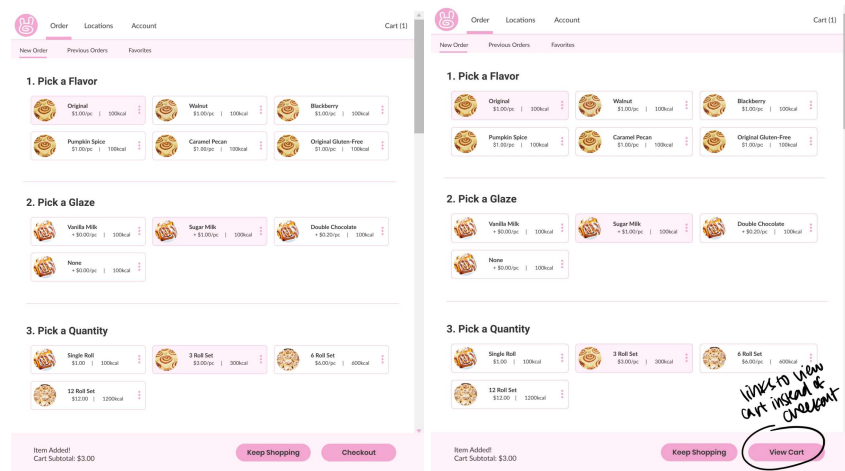 Order Locations Account Cart (1)
New Order Previous Orders Favorites
1. Pick a Flavor
Original Walnut Blackberry
$1.00/pc | 100kcal $1.00/pc | 100kcal $1.00/pc | 100kcal
Pumpkin Spice Caramel Pecan Original Gluten-Free
$1.00/pc | 100kcal $1.00/pc | 100kcal $1.00/pc | 100kcal
2. Pick a Glaze
Vanilla Milk Sugar Milk Double Chocolate
+ $0.00/pc | 100kcal + $1.00/pc | 100kcal + $0.20/pc | 100kcal
None
+ $0.00/pc | 100kcal
3. Pick a Quantity
Single Roll 3 Roll Set 6 Roll Set
$1.00 | 100kcal $3.00/pc | 300kcal $6.00/pc | 600kcal
12 Roll Set
$12.00 | 1200kcal
Item Added!
Cart Subtotal: $3.00
Keep Shopping Checkout
Order Locations Account Cart (1)
New Order Previous Orders Favorites
1. Pick a Flavor
Original Walnut Blackberry
$1.00/pc | 100kcal $1.00/pc | 100kcal $1.00/pc | 100kcal
Pumpkin Spice Caramel Pecan Original Gluten-Free
$1.00/pc | 100kcal $1.00/pc | 100kcal $1.00/pc | 100kcal
2. Pick a Glaze
Vanilla Milk Sugar Milk Double Chocolate
+ $0.00/pc | 100kcal + $1.00/pc | 100kcal + $0.20/pc | 100kcal
None
+ $0.00/pc | 100kcal
3. Pick a Quantity
Single Roll 3 Roll Set 6 Roll Set
$1.00 | 100kcal $3.00/pc | 300kcal $6.00/pc | 600kcal
12 Roll Set
$12.00 | 1200kcal
links to view
cart instead of
checkout
Item Added!
Cart Subtotal: $3.00
Keep Shopping View Cart